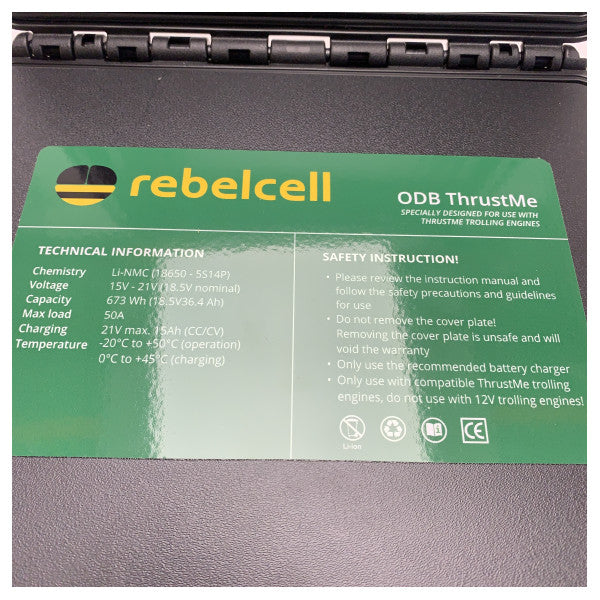 rebelcell
ODB ThrustMe
SPECIALLY DESIGNED FOR USE WITH
THRUSTME TROLLING ENGINES
TECHNICAL INFORMATION
Chemistry Li-NMC (18650 - 5S14P)
Voltage 15V - 21V (18.5V nominal)
Capacity 673 Wh (18.5V36.4 Ah)
Max load 50A
Charging 21V max. 15Ah (CC/CV)
Temperature -20°C to +50°C (operation)
0°C to +45°C (charging)
SAFETY INSTRUCTION!
• Please review the instruction manual and
follow the safety precautions and guidelines
for use
• Do not remove the cover plate!
Removing the cover plate is unsafe and will
void the warranty
• Only use the recommended battery charger
• Only use with compatible ThrustMe trolling
engines, do not use with 12V trolling engines!
Li-ion
CE